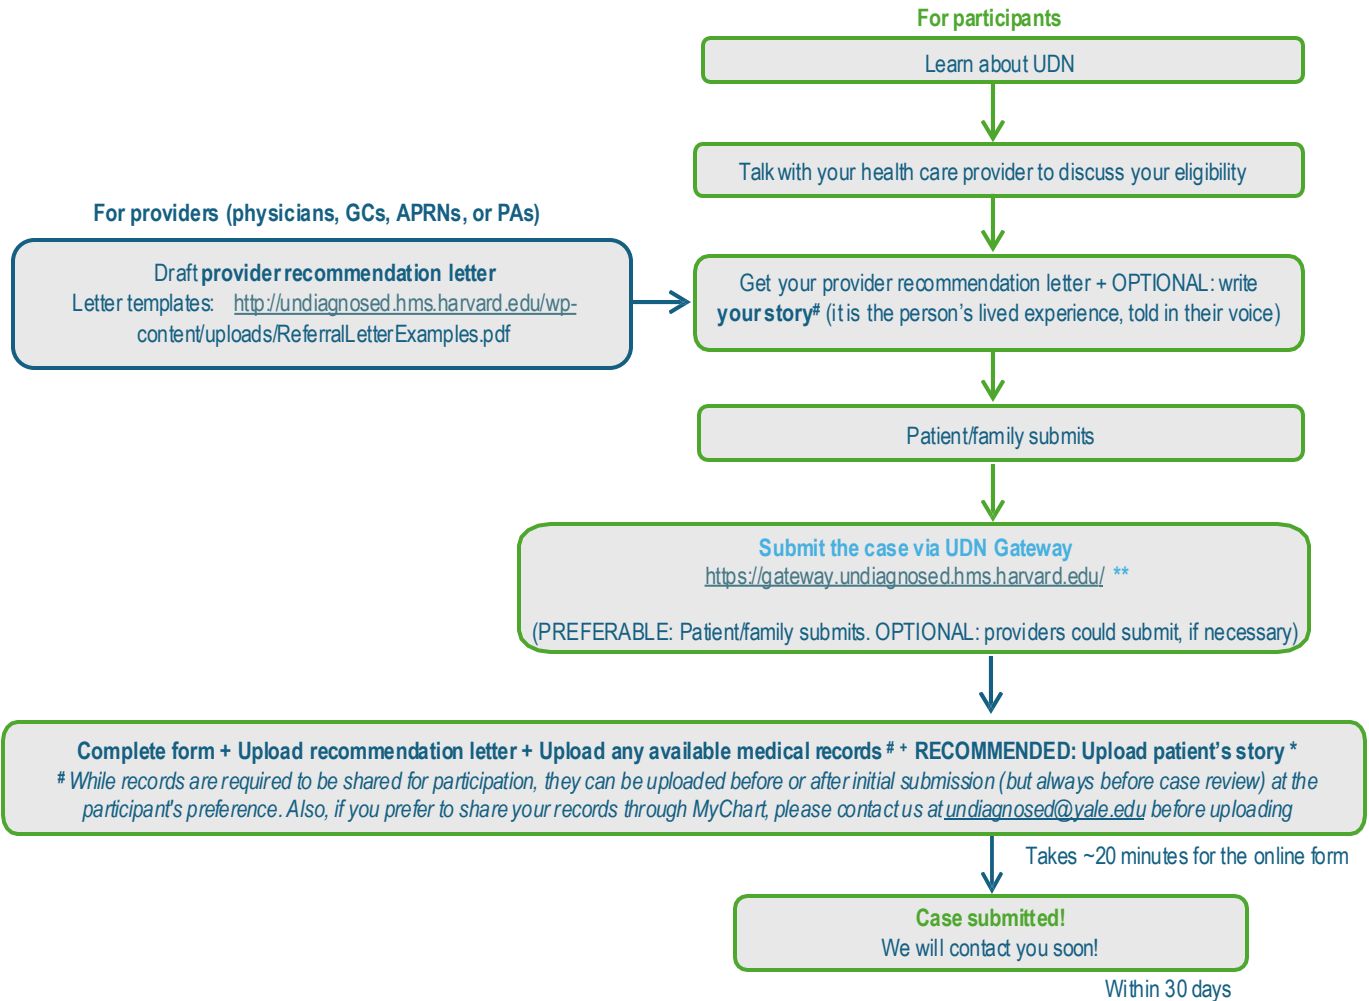 For participants
Learn about UDN
Talk with your health care provider to discuss your eligibility
For providers (physicians, GCs, APRNs, or PAs)
Draft provider recommendation letter
Letter templates: http://undiagnosed.hms.harvard.edu/wp-
content/uploads/ReferralLetterExamples.pdf
Get your provider recommendation letter + OPTIONAL: write
your story# (it is the person's lived experience, told in their voice)
Patient/family submits
Submit the case via UDN Gateway
https://gateway.undiagnosed.hms.harvard.edu/ **
(PREFERABLE: Patient/family submits. OPTIONAL: providers could submit, if necessary)
Complete form + Upload recommendation letter + Upload any available medical records # + RECOMMENDED: Upload patient's story *
# While records are required to be shared for participation, they can be uploaded before or after initial submission (but always before case review) at the
participant's preference. Also, if you prefer to share your records through MyChart, please contact us at undiagnosed@yale.edu before uploading
Takes ~20 minutes for the online form
Case submitted!
We will contact you soon!
Within 30 days